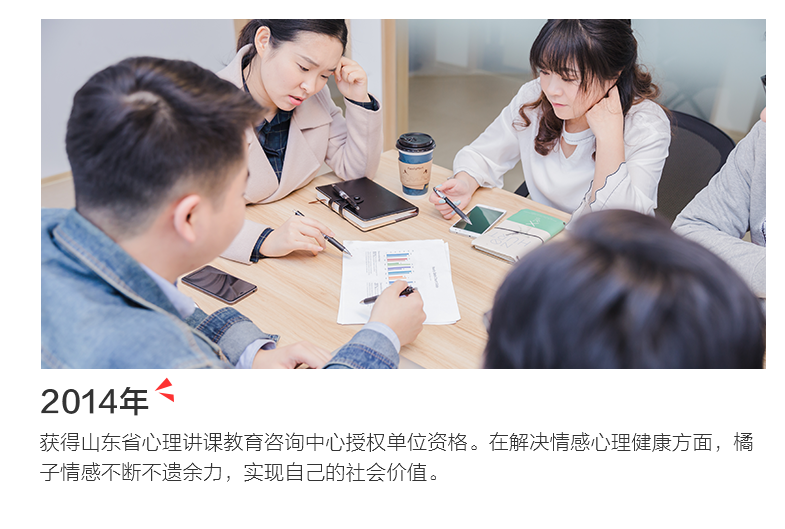 2014年
获得山东省心理讲课教育咨询中心授权单位资格。在解决情感心理健康方面，橘
子情感不断不遗余力，实现自己的社会价值。